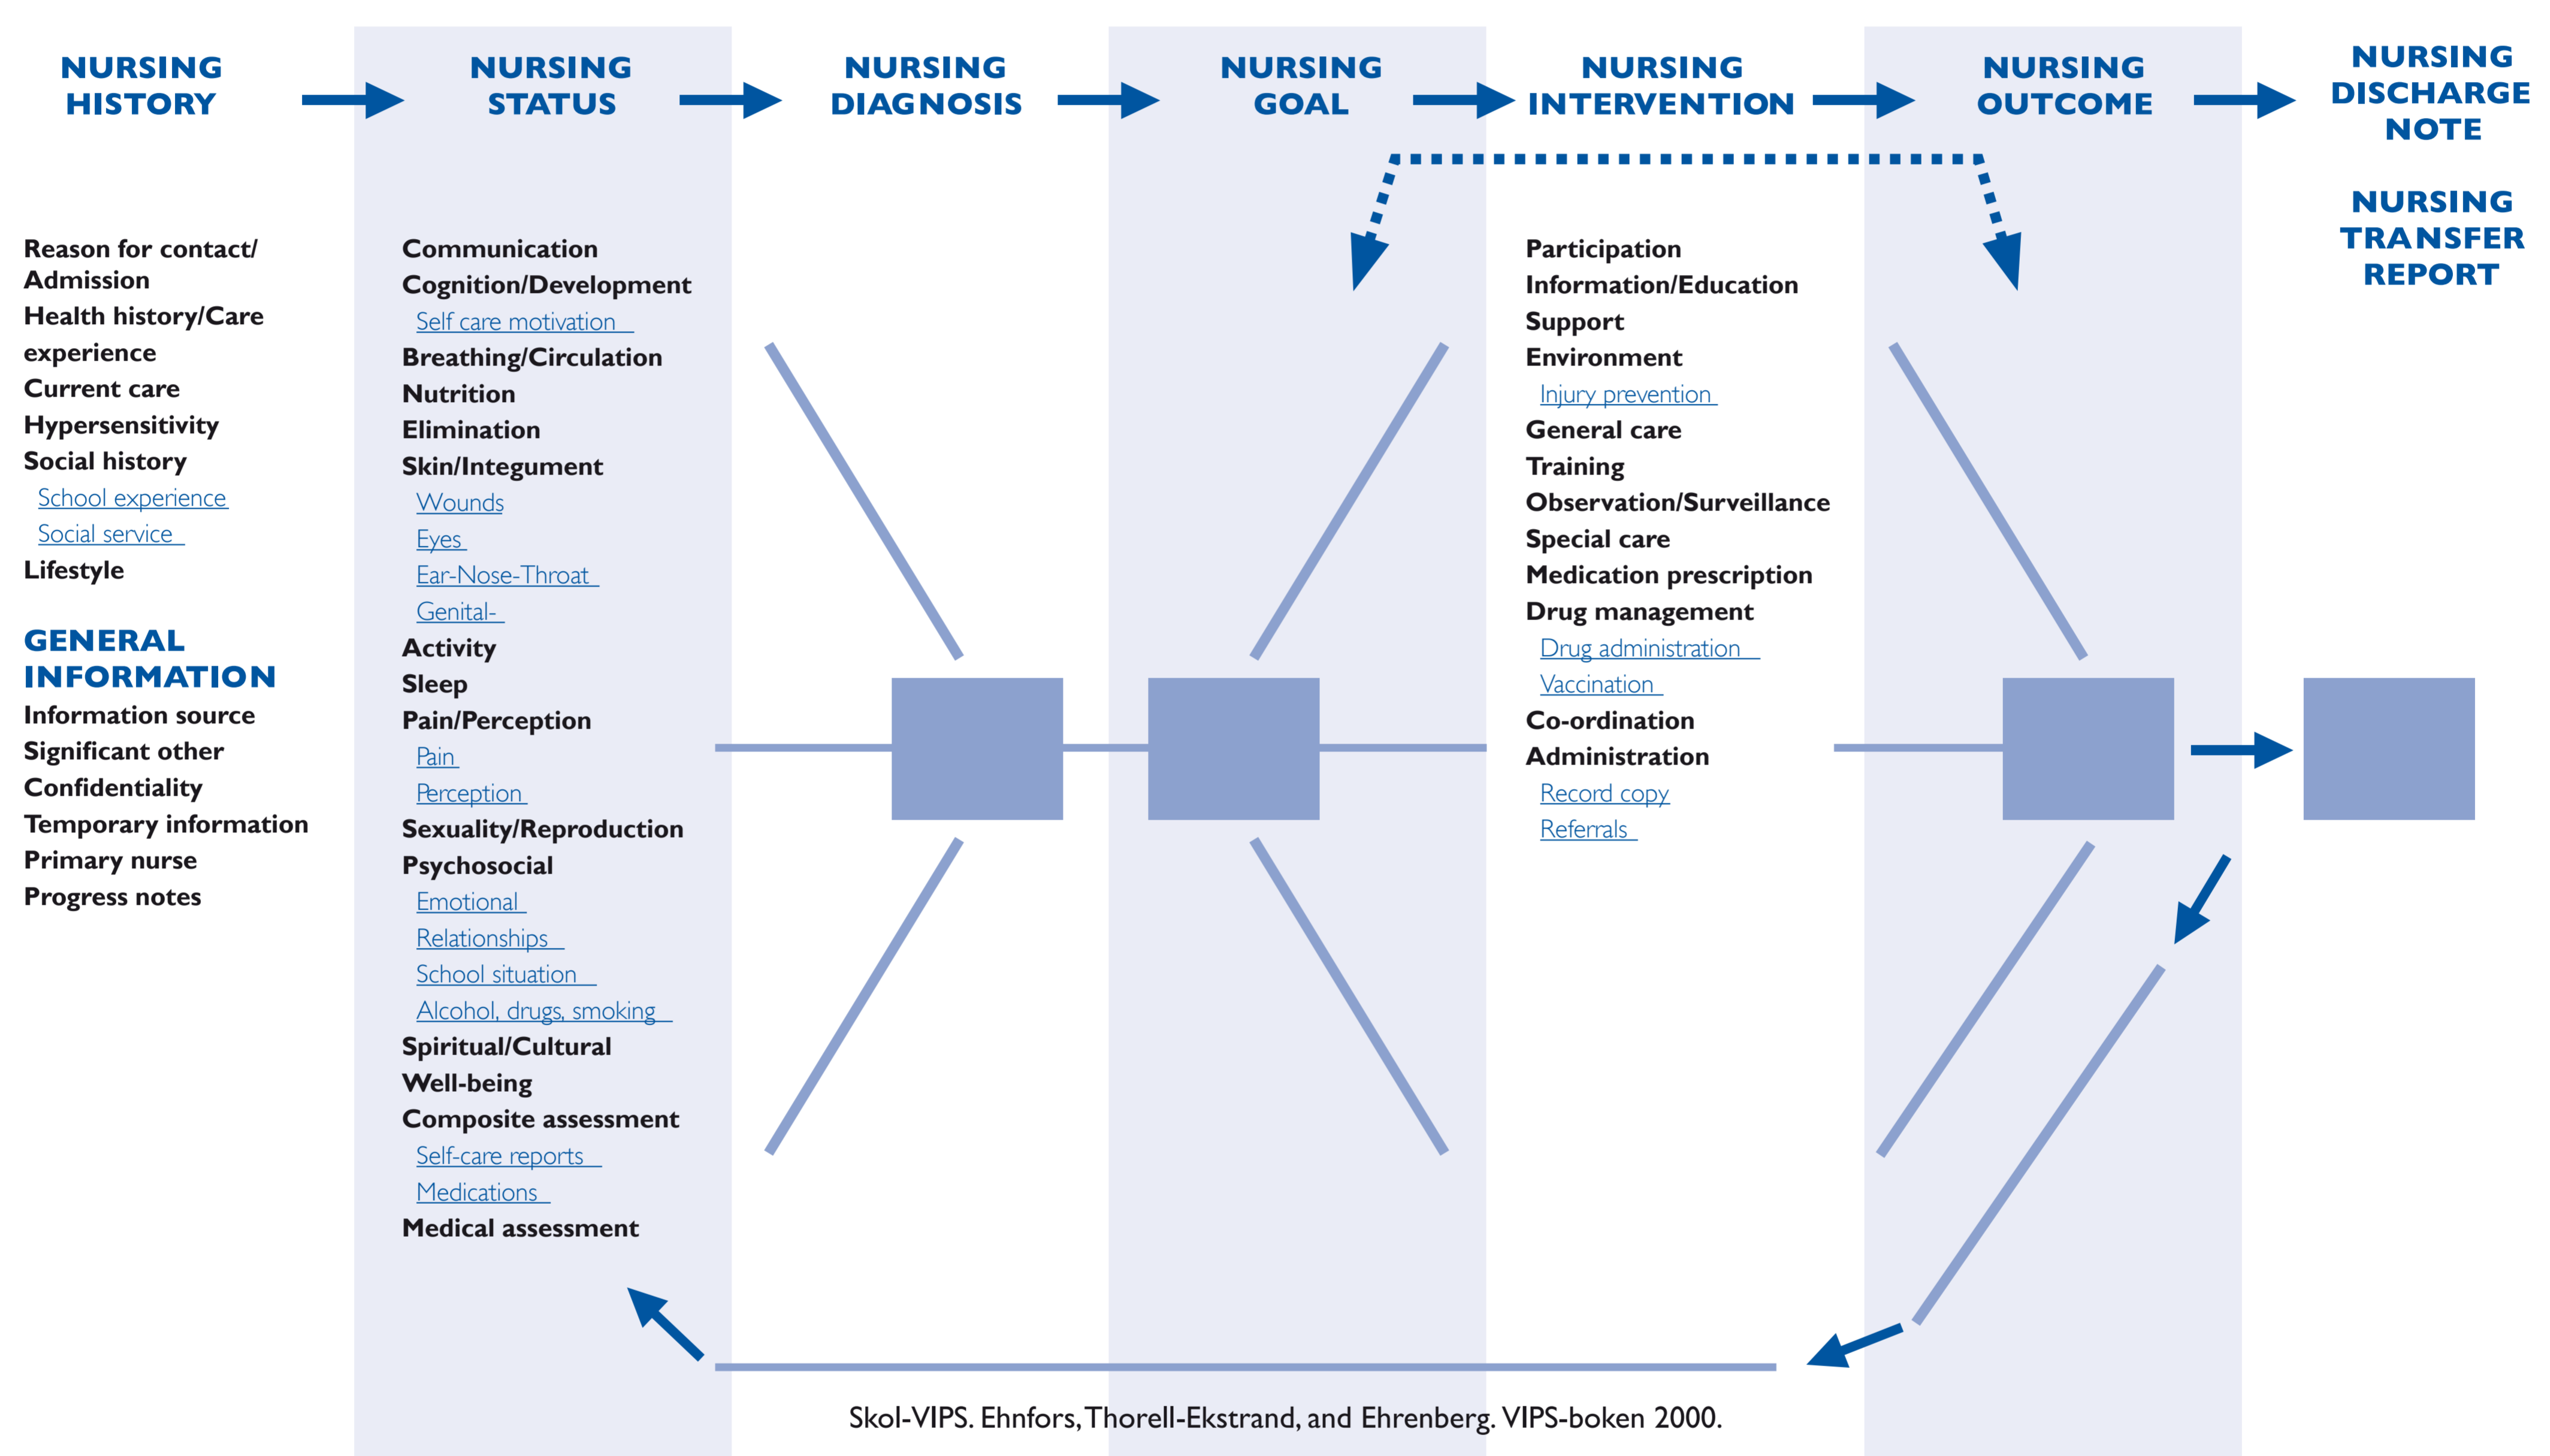 NURSING
HISTORY
NURSING
STATUS
NURSING
DIAGNOSIS
NURSING
GOAL
NURSING
INTERVENTION
NURSING
OUTCOME
NURSING
DISCHARGE
NOTE
NURSING
TRANSFER
REPORT
Reason for contact/
Admission
Health history/Care
experience
Current care
Hypersensitivity
Social history
School experience
Social service
Lifestyle
GENERAL
INFORMATION
Information source
Significant other
Confidentiality
Temporary information
Primary nurse
Progress notes
Communication
Cognition/Development
Self care motivation
Breathing/Circulation
Nutrition
Elimination
Skin/Integument
Wounds
Eyes
Ear-Nose-Throat
Genital-
Activity
Sleep
Pain/Perception
Pain
Perception
Sexuality/Reproduction
Psychosocial
Emotional
Relationships
School situation
Alcohol, drugs, smoking
Spiritual/Cultural
Well-being
Composite assessment
Self-care reports
Medications
Medical assessment
Participation
Information/Education
Support
Environment
Injury prevention
General care
Training
Observation/Surveillance
Special care
Medication prescription
Drug management
Drug administration
Vaccination
Co-ordination
Administration
Record copy
Referrals
Skol-VIPS. Ehnfors, Thorell-Ekstrand, and Ehrenberg. VIPS-boken 2000.